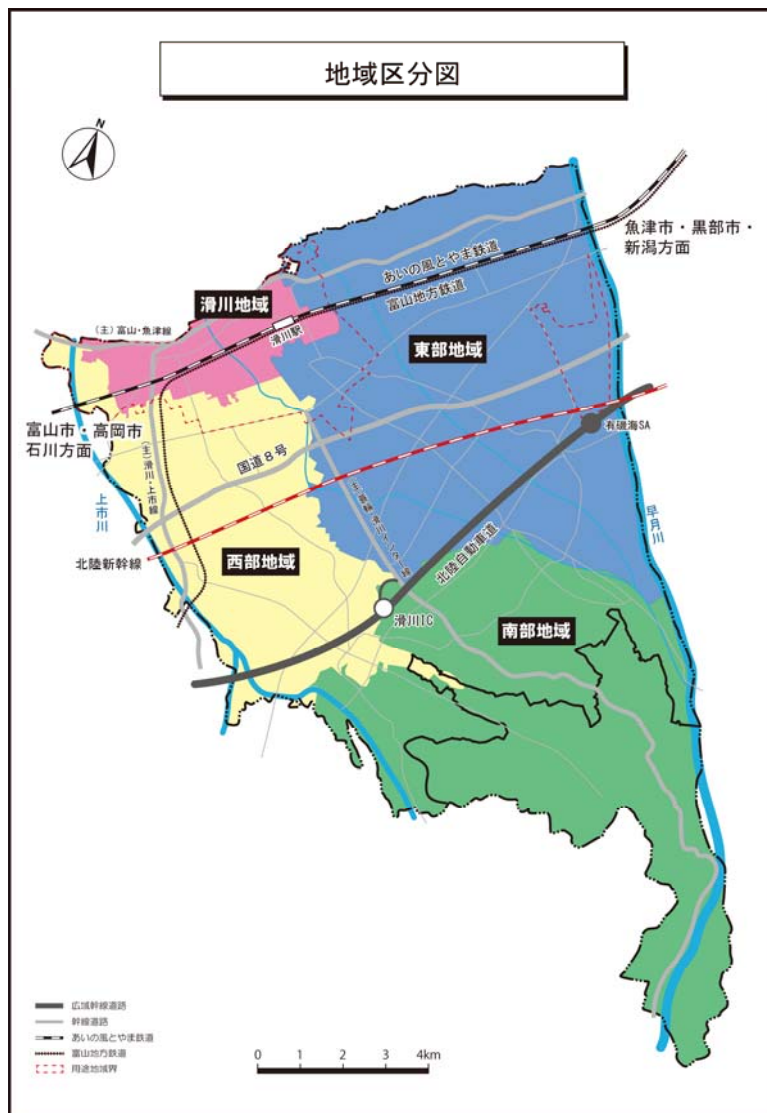 地域区分図
N
魚津市・黒部市・
新潟方面
あいの風とやま鉄道
富山地方鉄道
滑川地域
(主)富山・魚津線
滑川駅
東部地域
富山市・高岡市
石川方面
(主)滑川・上市線
国道8号
有磯海SA
上市川
早月川
北陸新幹線
西部地域
北陸自動車道
滑川IC
南部地域
広域幹線道路
幹線道路
あいの風とやま鉄道
富山地方鉄道
用途地域界
0 1 2 3 4km